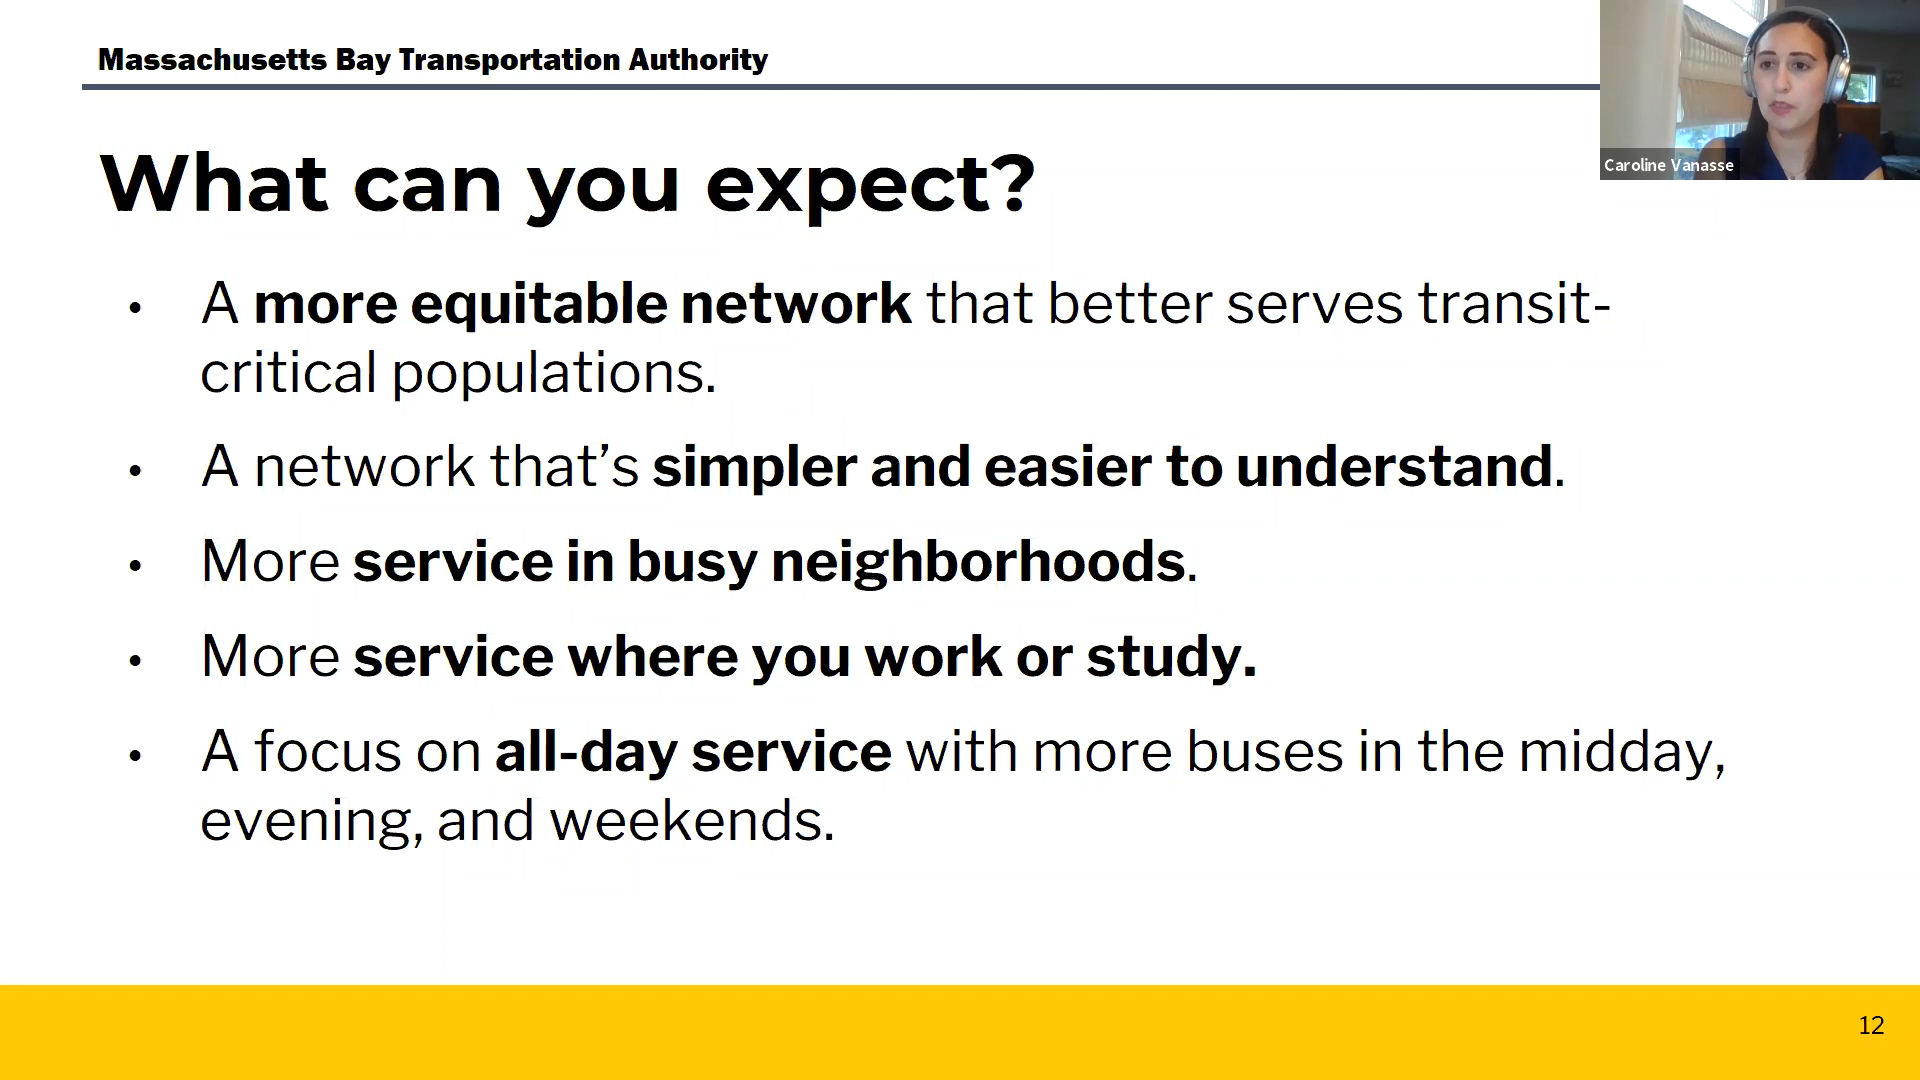 Massachusetts Bay Transportation Authority
Caroline Vanasse
What can you expect?
• A more equitable network that better serves transit-
critical populations.
• A network that’s simpler and easier to understand.
• More service in busy neighborhoods.
• More service where you work or study.
• A focus on all-day service with more buses in the midday,
evening, and weekends.
12